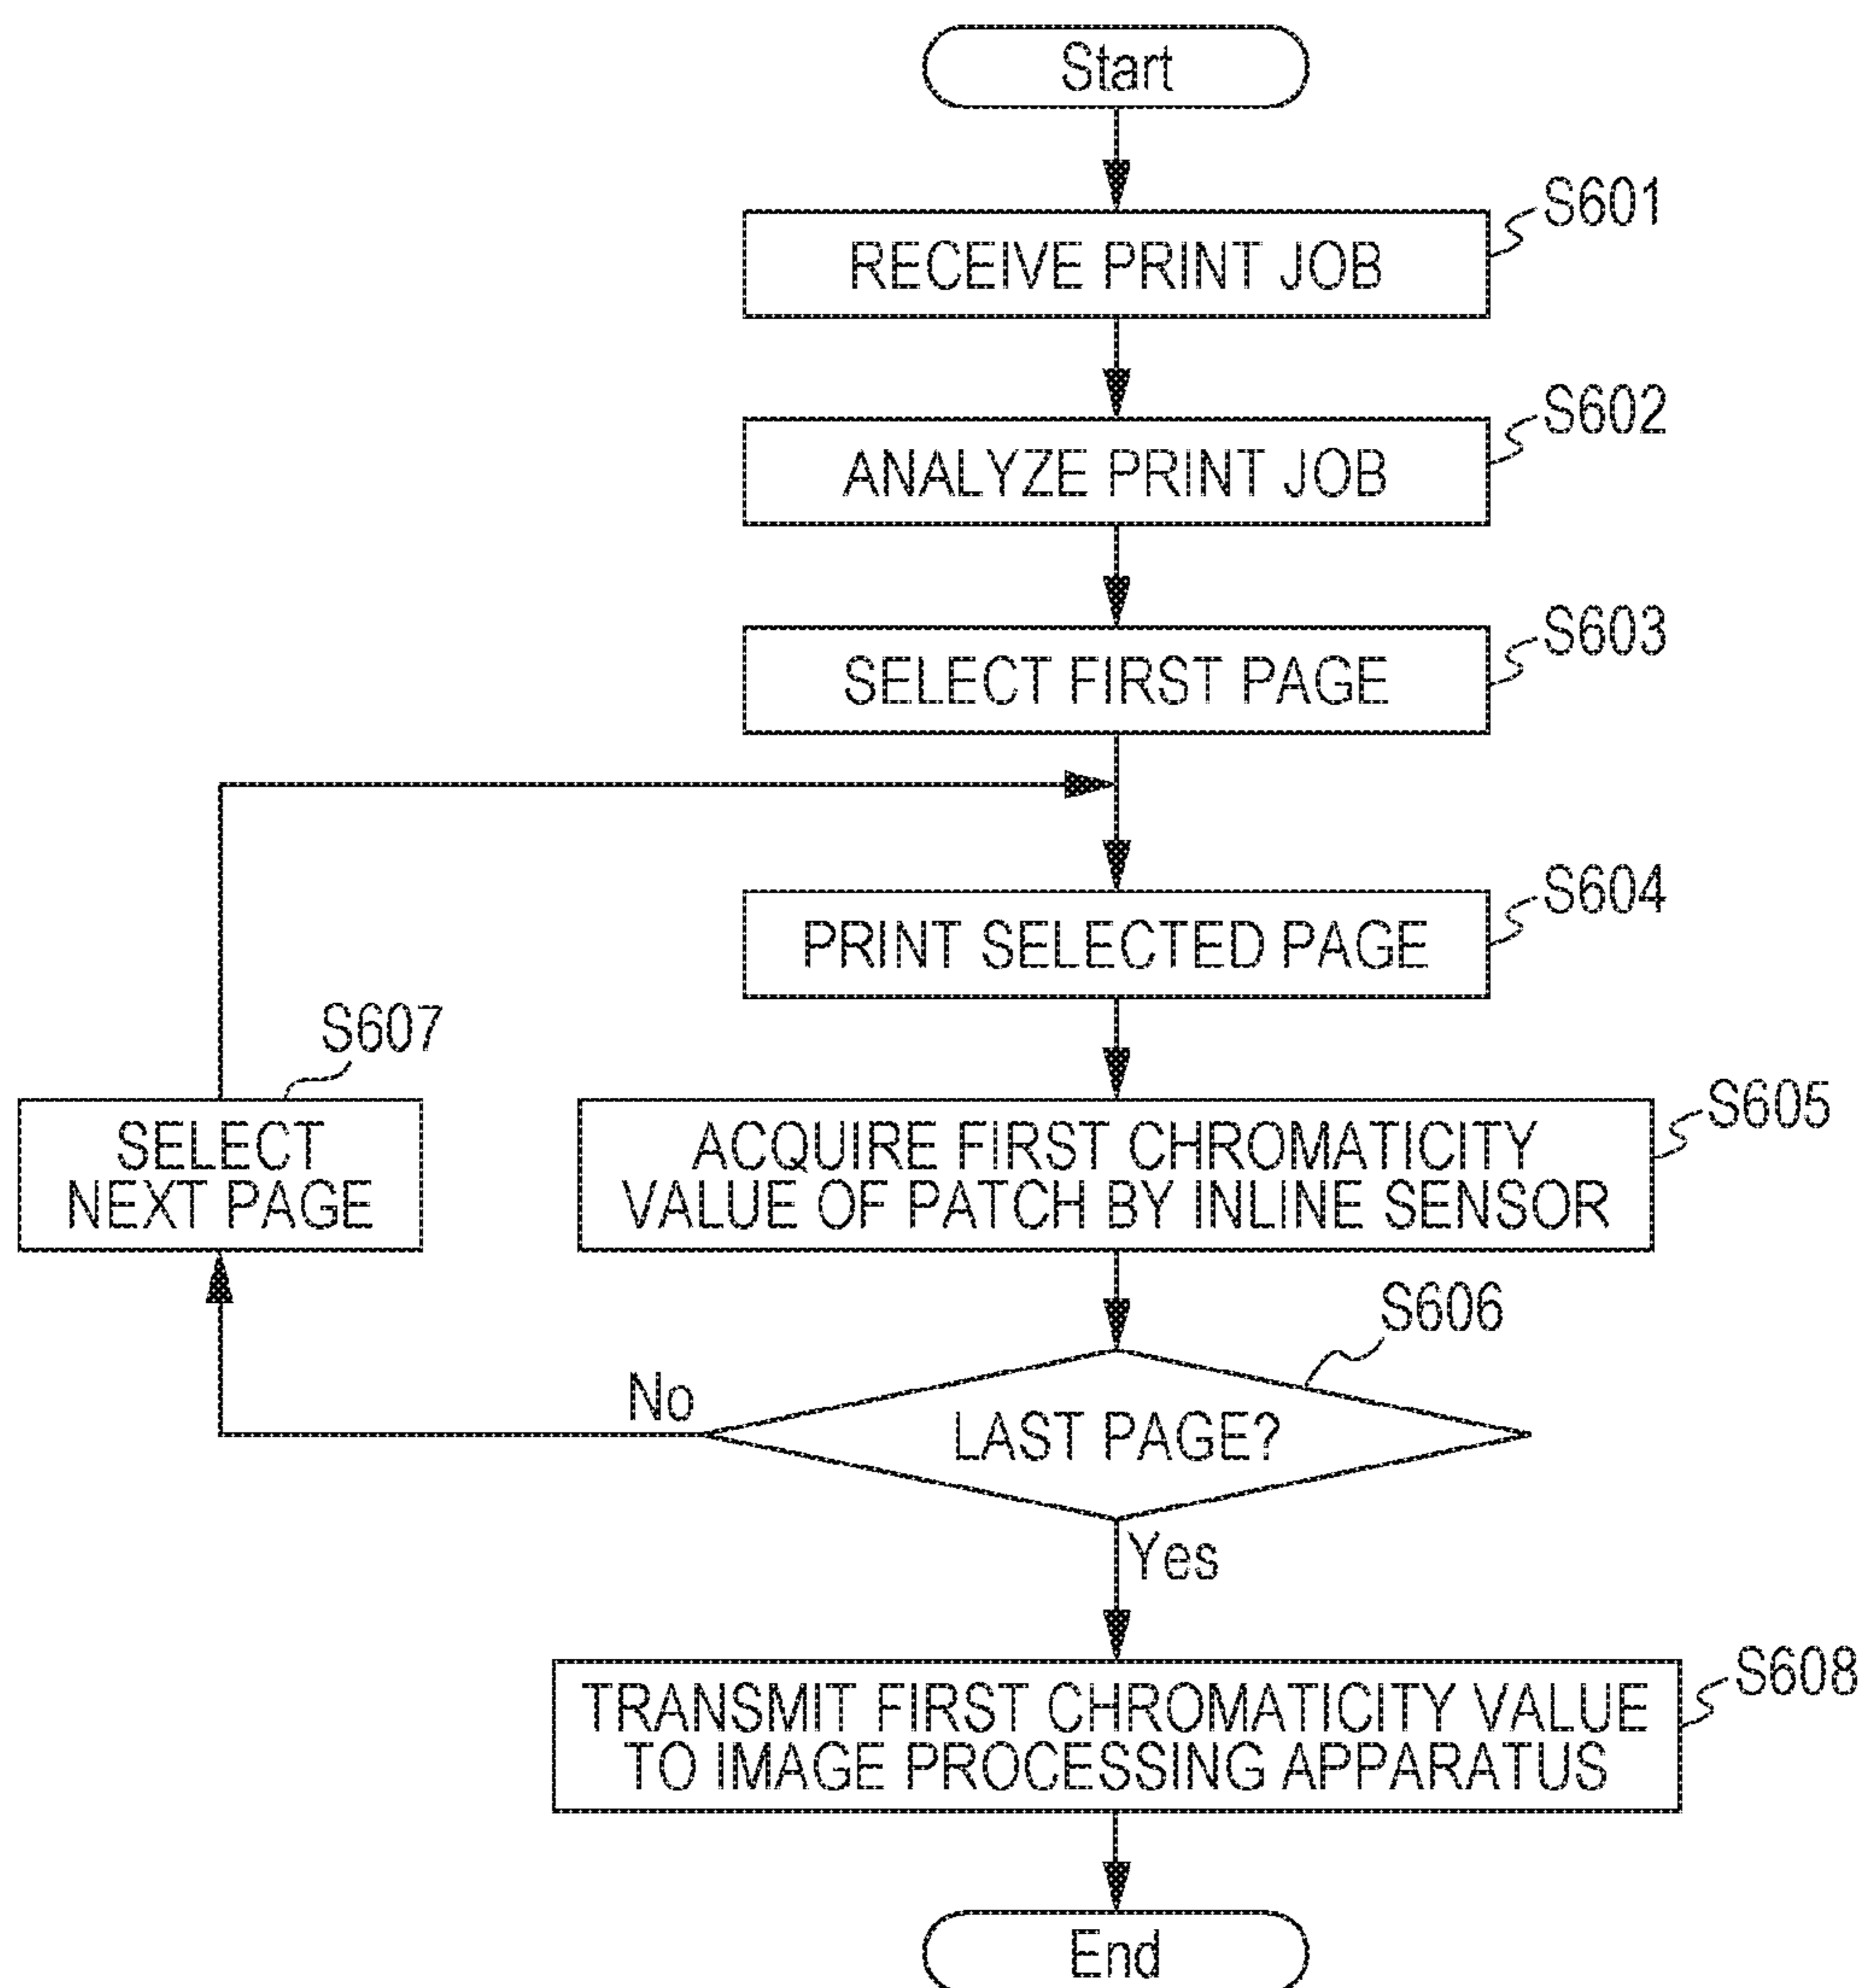 Start
S601
RECEIVE PRINT JOB
S602
ANALYZE PRINT JOB
S603
SELECT FIRST PAGE
S604
PRINT SELECTED PAGE
S607
SELECT
NEXT PAGE
S605
ACQUIRE FIRST CHROMATICITY
VALUE OF PATCH BY INLINE SENSOR
S606
LAST PAGE?
No
Yes
S608
TRANSMIT FIRST CHROMATICITY VALUE
TO IMAGE PROCESSING APPARATUS
End